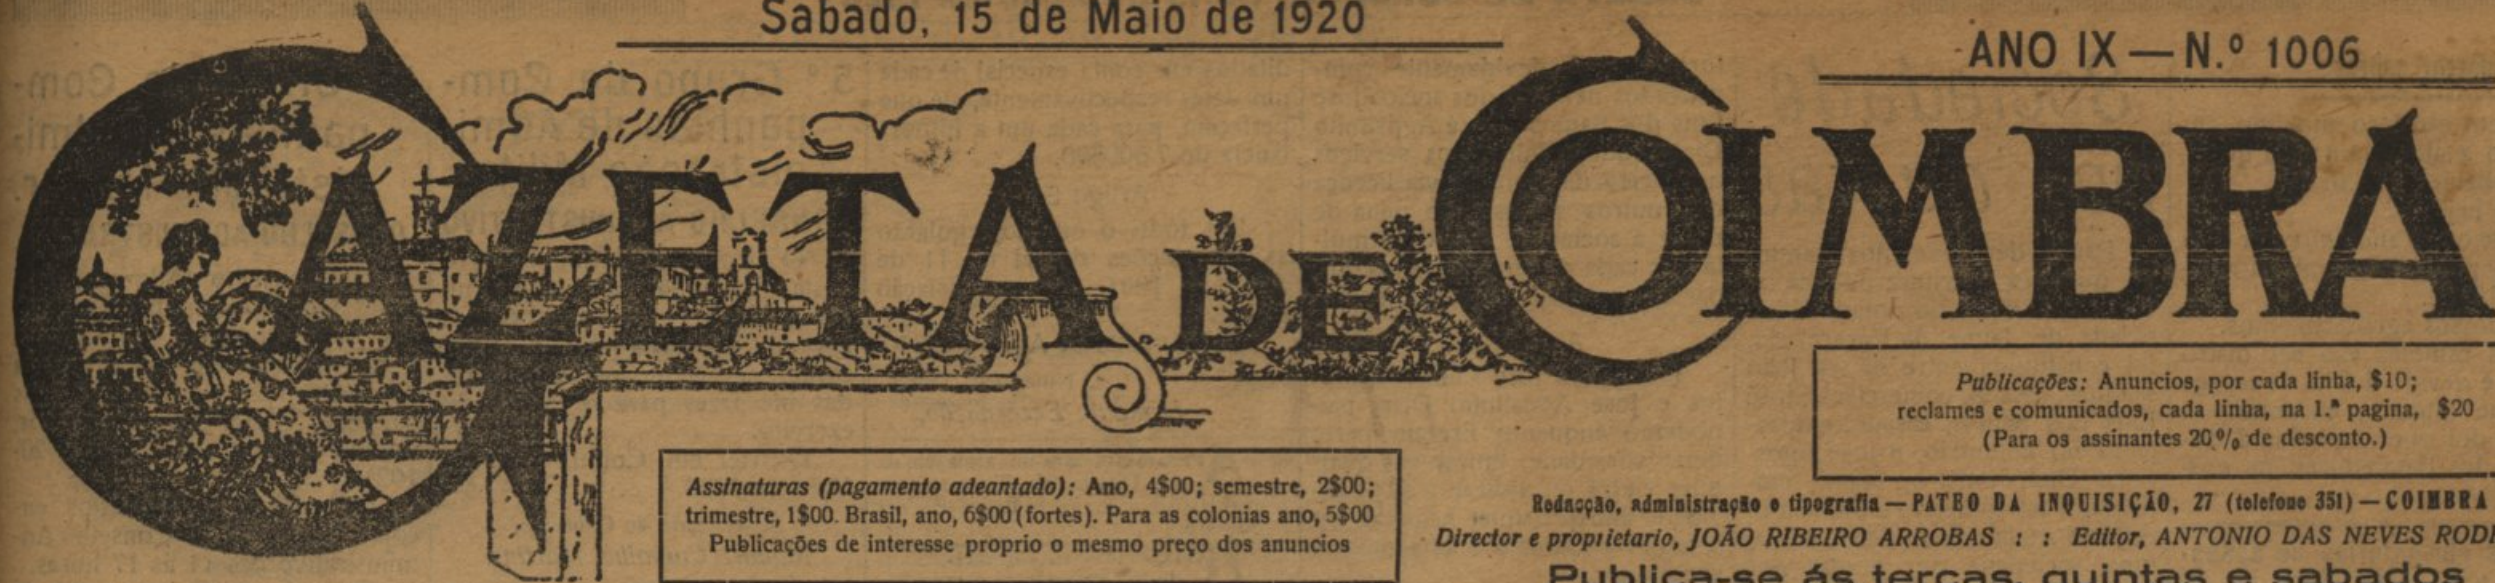 Sabado, 15 de Maio de 1920
ANO IX — N.º 1006
GAZETA DE COIMBRA
Publicações: Anuncios, por cada linha, $10;
reclames e comunicados, cada linha, na 1.ª pagina, $20
(Para os assinantes 20% de desconto.)
Assinaturas (pagamento adeantado): Ano, 4$00; semestre, 2$00;
trimestre, 1$00. Brasil, ano, 6$00 (fortes). Para as colonias ano, 5$00
Publicações de interesse proprio o mesmo preço dos anuncios
Redacção, administração e tipografia — PATEO DA INQUISIÇÃO, 27 (telefone 351) — COIMBRA
Director e proprietario, JOÃO RIBEIRO ARROBAS : : Editor, ANTONIO DAS NEVES
Publica-se ás terças, quintas e sabados